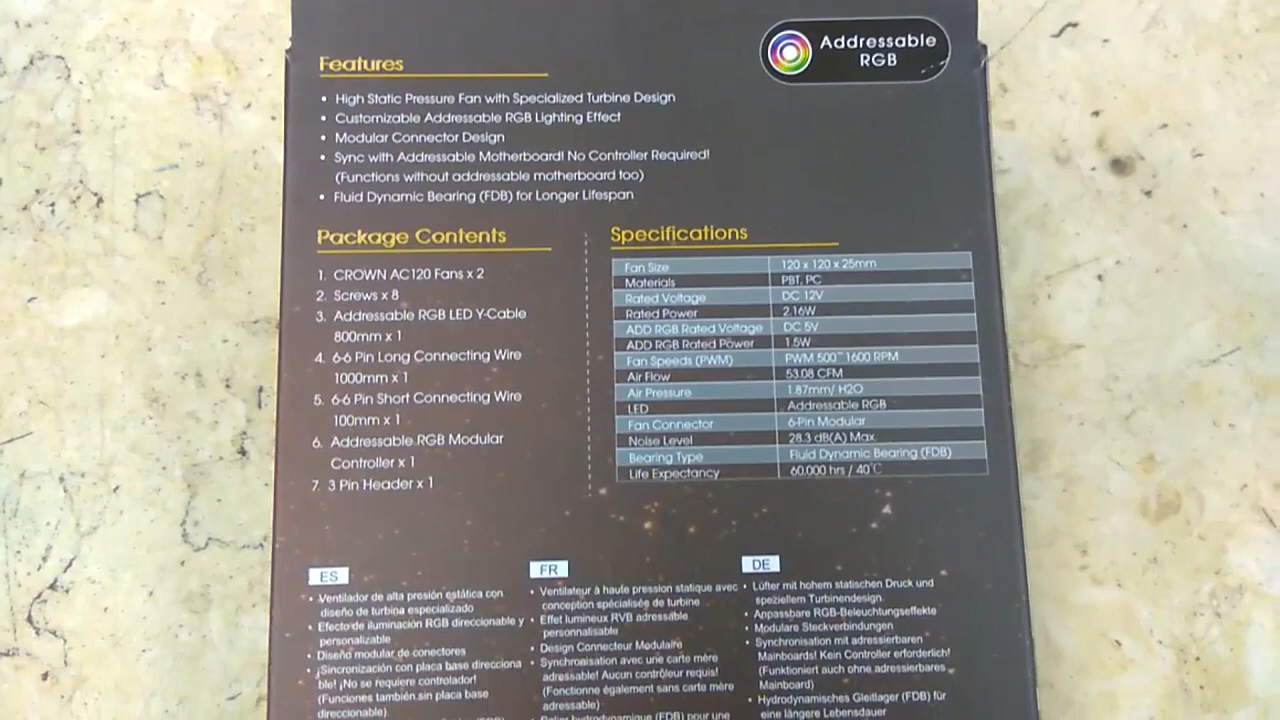 Addressable
RGB
Features
• High Static Pressure Fan with Specialized Turbine Design
• Customizable Addressable RGB Lighting Effect
• Modular Connector Design
• Sync with Addressable Motherboard! No Controller Required!
(Functions without addressable motherboard too)
• Fluid Dynamic Bearing (FDB) for Longer Lifespan
Package Contents
1. CROWN AC120 Fans x 2
2. Screws x 8
3. Addressable RGB LED Y-Cable
800mm x 1
4. 6-6 Pin Long Connecting Wire
1000mm x 1
5. 6-6 Pin Short Connecting Wire
100mm x 1
6. Addressable RGB Modular
Controller x 1
7. 3 Pin Header x 1
Specifications
Fan Size 120 x 120 x 25mm
Materials PBT, PC
Rated Voltage DC 12V
Rated Power 2.16W
ADD RGB Rated Voltage DC 5V
ADD RGB Rated Power 1.5W
Fan Speeds (PWM) PWM 500~1600 RPM
Air Flow 53.08 CFM
Air Pressure 1.87mm/ H2O
LED Addressable RGB
Fan Connector 6-Pin Modular
Noise Level 28.3 dB(A) Max
Bearing Type Fluid Dynamic Bearing (FDB)
Life Expectancy 60,000 hrs / 40°C
ES
• Ventilador de alta presión estática con
diseño de turbina especializado
• Efecto de iluminación RGB direccionable y
personalizable
• Diseño modular de conectores
• ¡Sincronización con placa base direcciona
ble! ¡No se requiere controlador!
(Funciones también sin placa base
direccionable)
FR
• Ventilateur à haute pression statique avec
conception spécialisée de turbine
• Effet lumineux RVB adressable
personnalisable
• Design Connecteur Modulaire
• Synchronisation avec une carte mère
adressable! Aucun contrôleur requis!
(Fonctionne également sans carte mère
adressable)
• Palier hydrodynamique (FDB) pour une
DE
• Lüfter mit hohem statischen Druck und
speziellem Turbinendesign
• Anpassbare RGB-Beleuchtungseffekte
• Modulare Steckverbindungen
• Synchronisation mit adressierbaren
Mainboards! Kein Controller erforderlich!
(Funktioniert auch ohne adressierbares
Mainboard)
• Hydrodynamisches Gleitlager (FDB) für
eine längere Lebensdauer